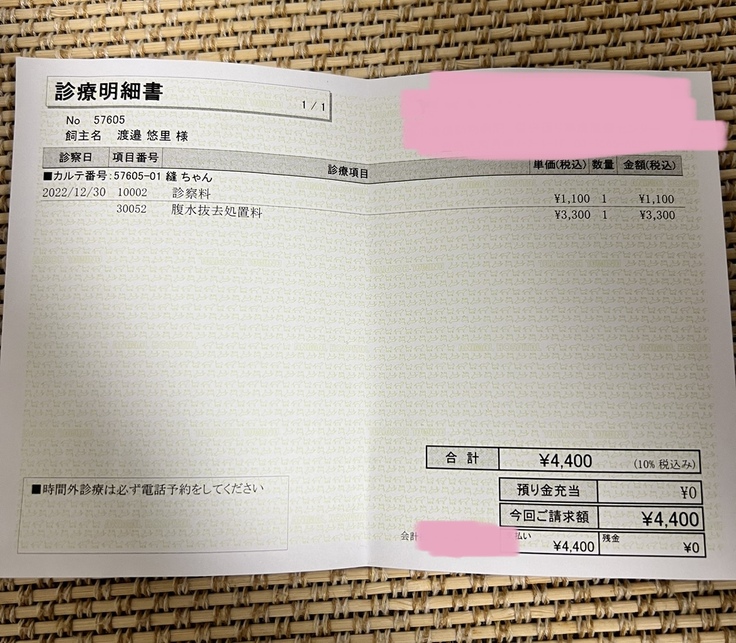 診療明細書
1 / 1
No 57605
飼主名 渡邉 悠里 様
診察日 項目番号 診療項目 単価(税込) 数量 金額(税込)
■カルテ番号:57605-01 縫 ちゃん
2022/12/30 10002 診察料 ¥1,100 1 ¥1,100
30052 腹水抜去処置料 ¥3,300 1 ¥3,300
合 計 ¥4,400 (10% 税込み)
■時間外診療は必ず電話予約をしてください
預り金充当 ¥0
今回ご請求額 ¥4,400
会計 払い ¥4,400 残金 ¥0